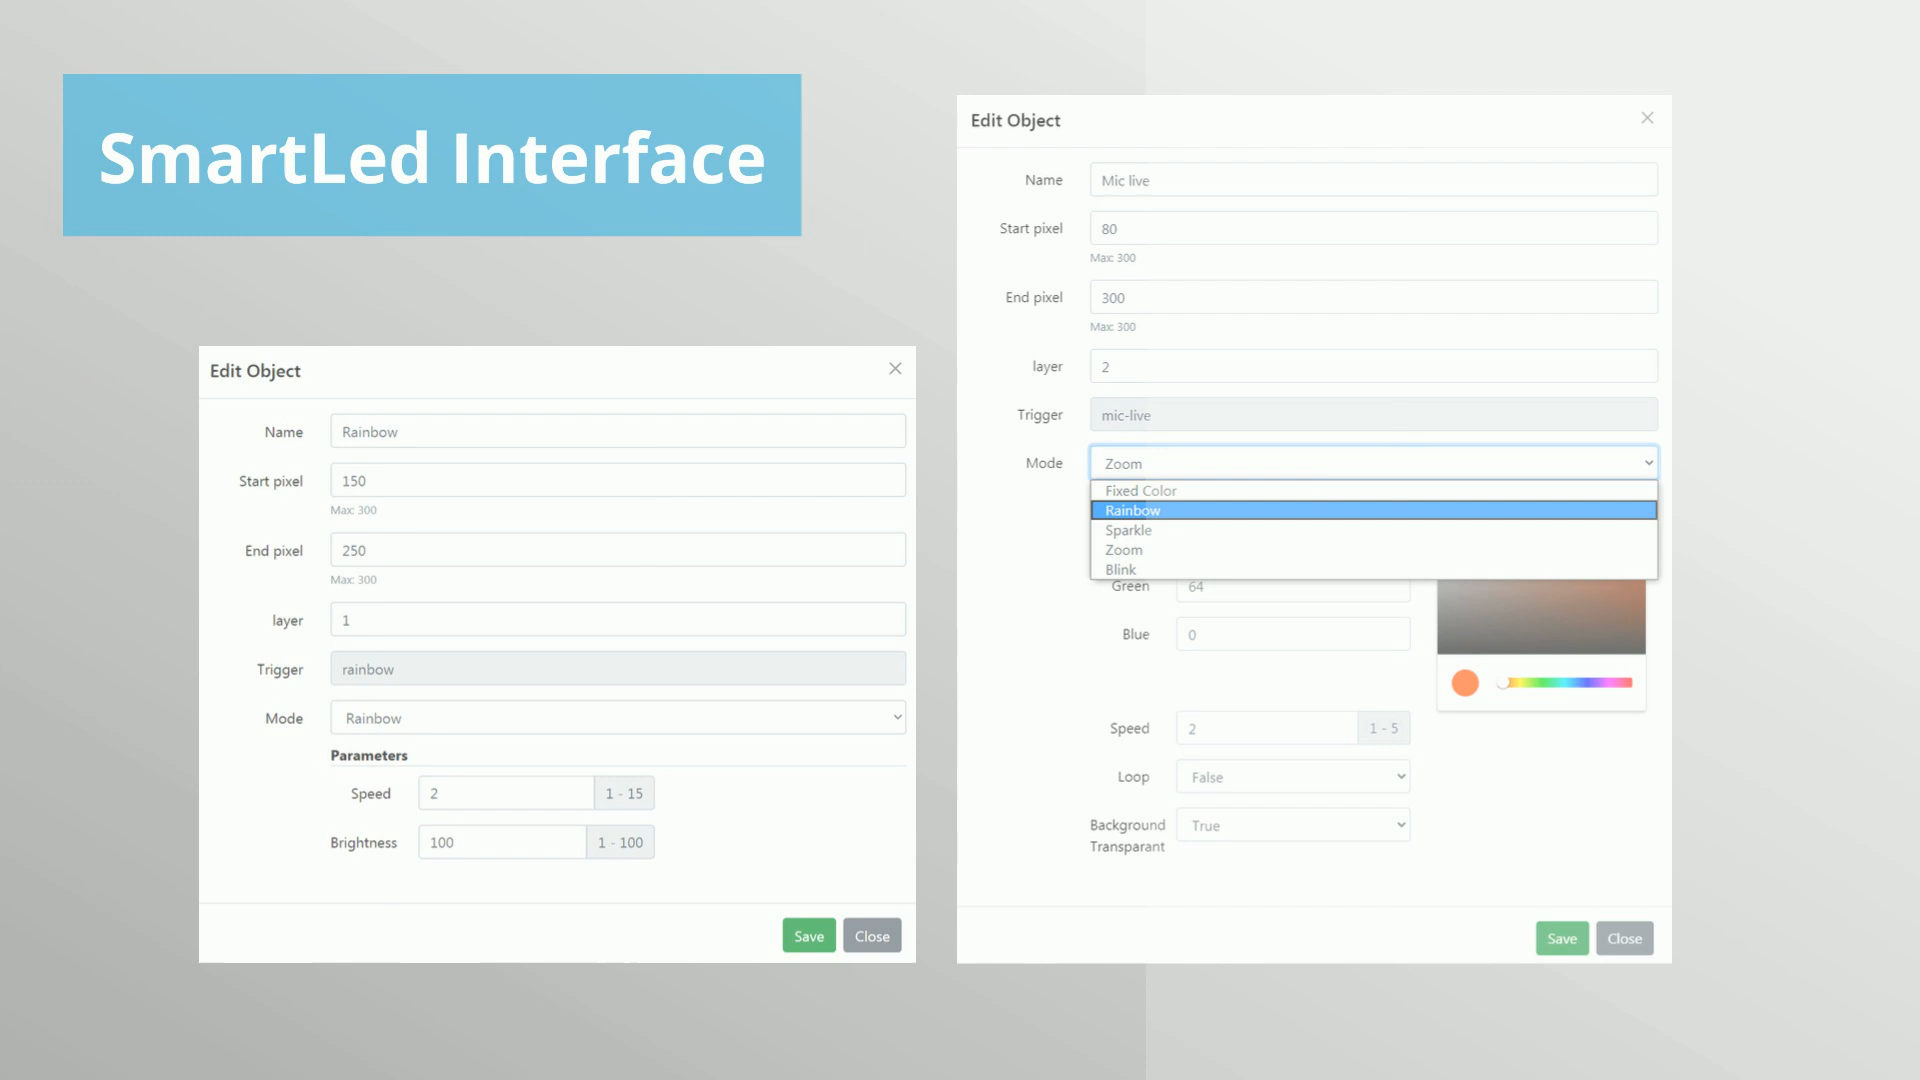 SmartLed Interface
Edit Object
Name Rainbow
Start pixel 150
Max: 300
End pixel 250
Max: 300
layer 1
Trigger rainbow
Mode Rainbow
Parameters
Speed 2 1 - 15
Brightness 100 1 - 100
Save Close
Edit Object
Name Mic live
Start pixel 80
Max: 300
End pixel 300
Max: 300
layer 2
Trigger mic-live
Mode Zoom
Fixed Color
Rainbow
Sparkle
Zoom
Blink
Green 64
Blue 0
Speed 2 1 - 5
Loop False
Background True
Transparant
Save Close